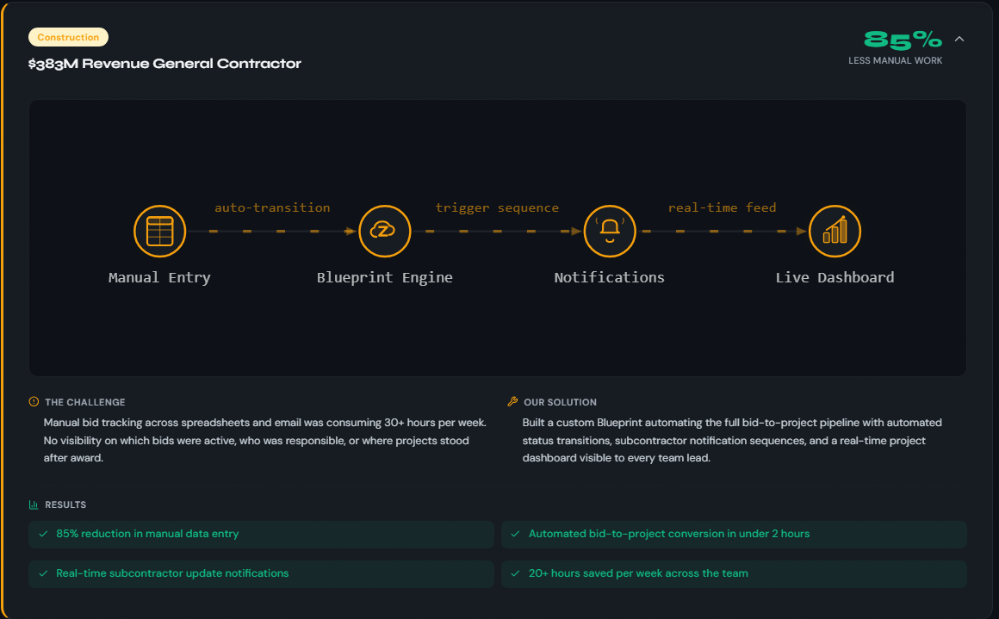 Construction
$383M Revenue General Contractor
85%
LESS MANUAL WORK
auto-transition
trigger sequence
real-time feed
Z
Manual Entry
Blueprint Engine
Notifications
Live Dashboard
THE CHALLENGE
Manual bid tracking across spreadsheets and email was consuming 30+ hours per week.
No visibility on which bids were active, who was responsible, or where projects stood
after award.
OUR SOLUTION
Built a custom Blueprint automating the full bid-to-project pipeline with automated
status transitions, subcontractor notification sequences, and a real-time project
dashboard visible to every team lead.
RESULTS
85% reduction in manual data entry
Automated bid-to-project conversion in under 2 hours
Real-time subcontractor update notifications
20+ hours saved per week across the team